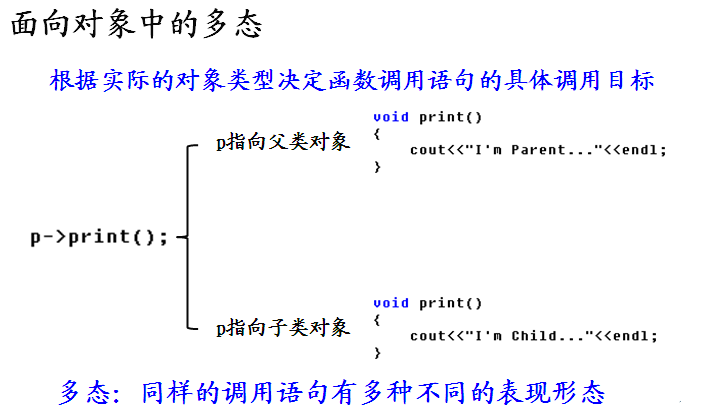 面向对象中的多态
根据实际的对象类型决定函数调用语句的具体调用目标
void print()
{
cout<<"I'm Parent..."<<endl;
}
p指向父类对象
p->print();
void print()
{
cout<<"I'm Child..."<<endl;
}
p指向子类对象
多态：同样的调用语句有多种不同的表现形态